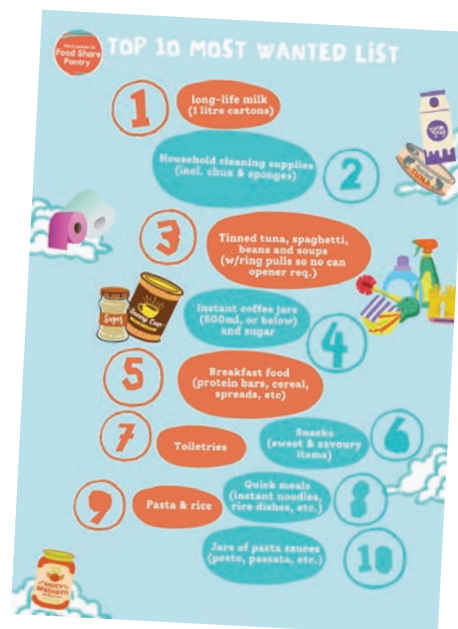 Food Share
Pantry
TOP 10 MOST WANTED LIST
1
long-life milk
(1 litre cartons)
Household cleaning supplies
(incl. chux & sponges)
2
3
Tinned tuna, spaghetti,
beans and soups
(w/ring pulls so no can
opener req.)
TUNA
Instant coffee jars
(500ml, or below)
and sugar
4
Sugar
Sunny Cup
5
Breakfast food
(protein bars, cereal,
spreads, etc)
7
Toiletries
Snacks
(sweet & savoury
items)
6
9
Pasta & rice
Quick meals
(instant noodles,
rice dishes, etc.)
8
Jars of pasta sauces
(pesto, passata, etc.)
10
SPAGHETTI